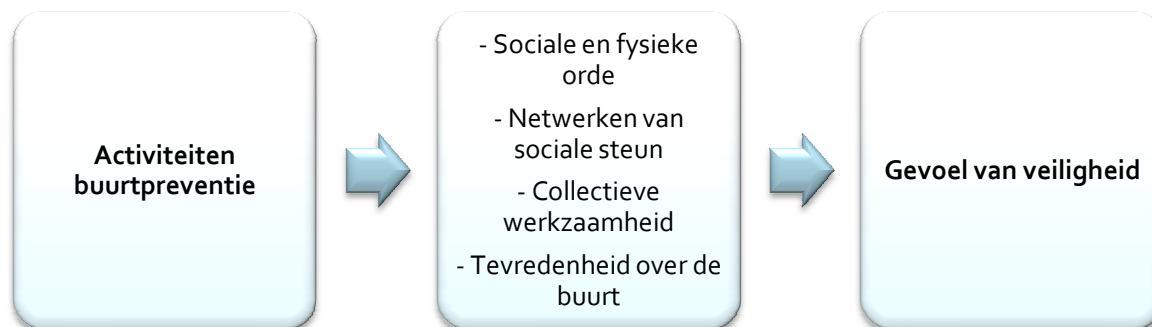 Activiteiten
buurtpreventie
- Sociale en fysieke
orde
- Netwerken van
sociale steun
- Collectieve
werkzaamheid
- Tevredenheid over de
buurt
Gevoel van veiligheid